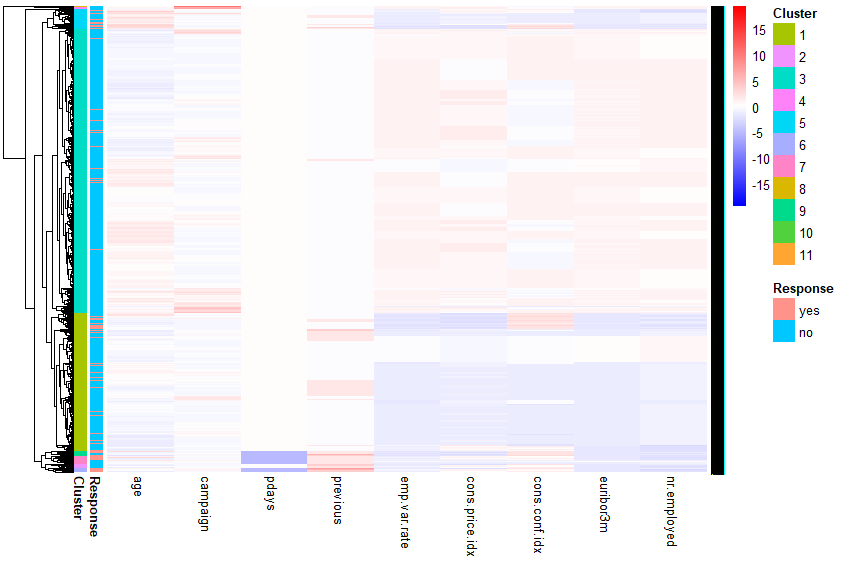 Cluster
15
10
5
0
-5
-10
-15
1
2
3
4
5
6
7
8
9
10
11
Response
yes
no
Cluster
Response
age
campaign
pdays
previous
emp.var.rate
cons.price.idx
cons.conf.idx
euribor3m
nr.employed